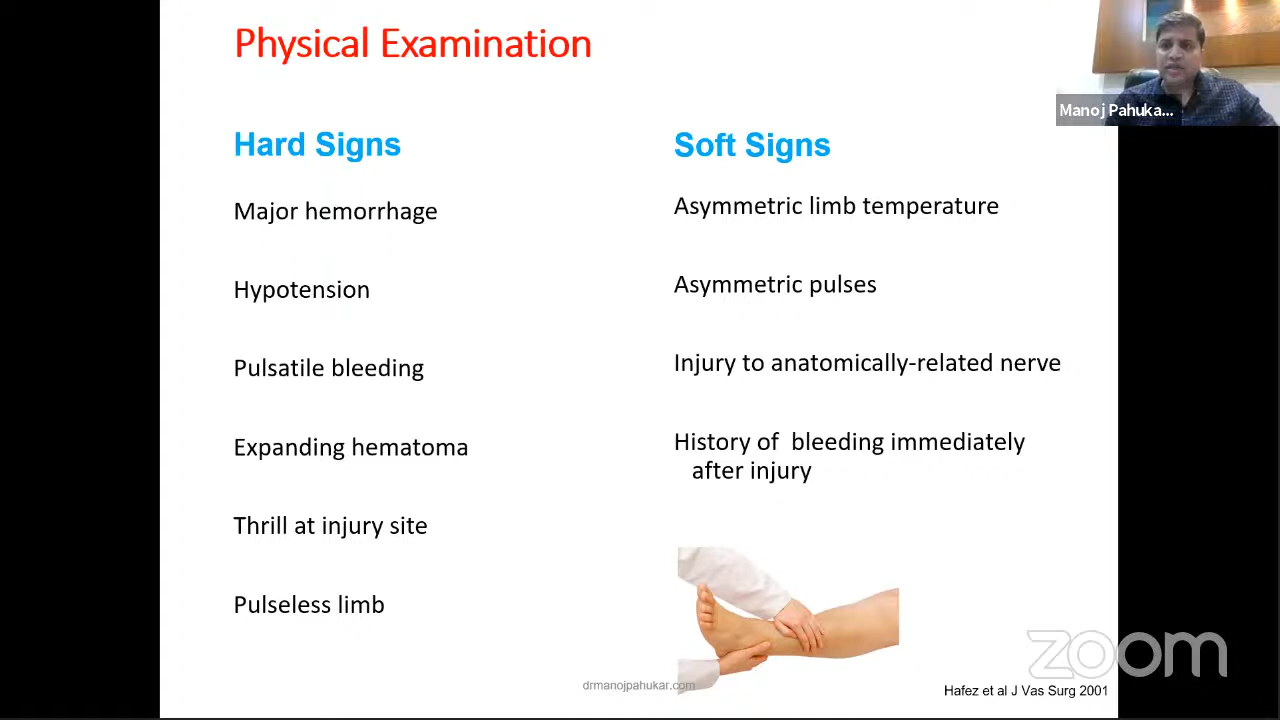 Physical Examination
Manoj Pahuka...
Hard Signs
Soft Signs
Major hemorrhage
Asymmetric limb temperature
Hypotension
Asymmetric pulses
Pulsatile bleeding
Injury to anatomically-related nerve
Expanding hematoma
History of bleeding immediately
after injury
Thrill at injury site
Pulseless limb
zoom
drmanojpahukar.com
Hafez et al J Vas Surg 2001